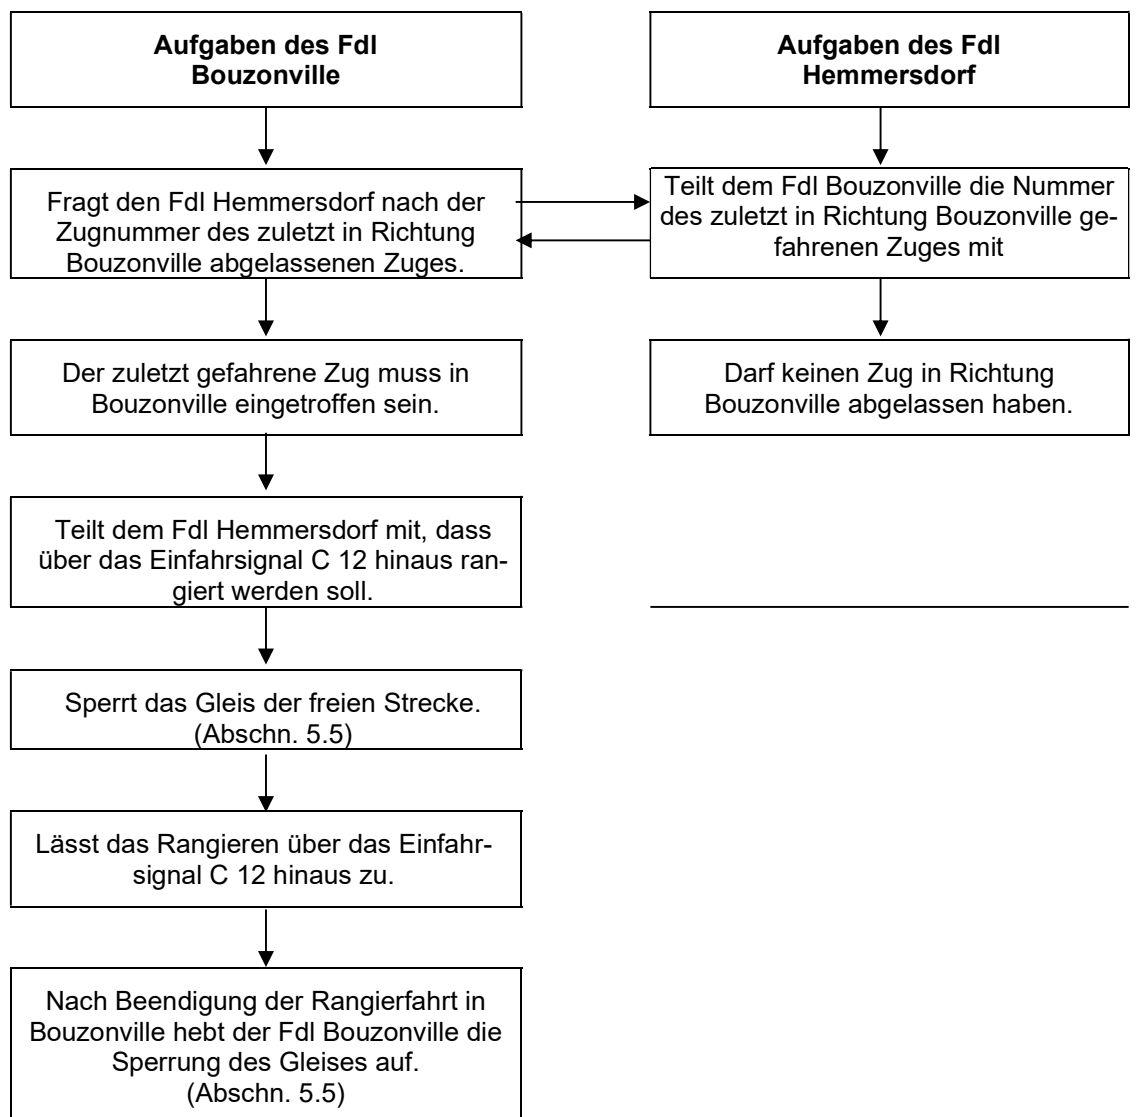 Aufgaben des Fdl
Bouzonville
Aufgaben des Fdl
Hemmersdorf
Fragt den Fdl Hemmersdorf nach der
Zugnummer des zuletzt in Richtung
Bouzonville abgelassenen Zuges.
Teilt dem Fdl Bouzonville die Nummer
des zuletzt in Richtung Bouzonville ge-
fahrenen Zuges mit
Der zuletzt gefahrene Zug muss in
Bouzonville eingetroffen sein.
Darf keinen Zug in Richtung
Bouzonville abgelassen haben.
Teilt dem Fdl Hemmersdorf mit, dass
über das Einfahrsignal C 12 hinaus ran-
giert werden soll.
Sperrt das Gleis der freien Strecke.
(Abschn. 5.5)
Lässt das Rangieren über das Einfahr-
signal C 12 hinaus zu.
Nach Beendigung der Rangierfahrt in
Bouzonville hebt der Fdl Bouzonville die
Sperrung des Gleises auf.
(Abschn. 5.5)